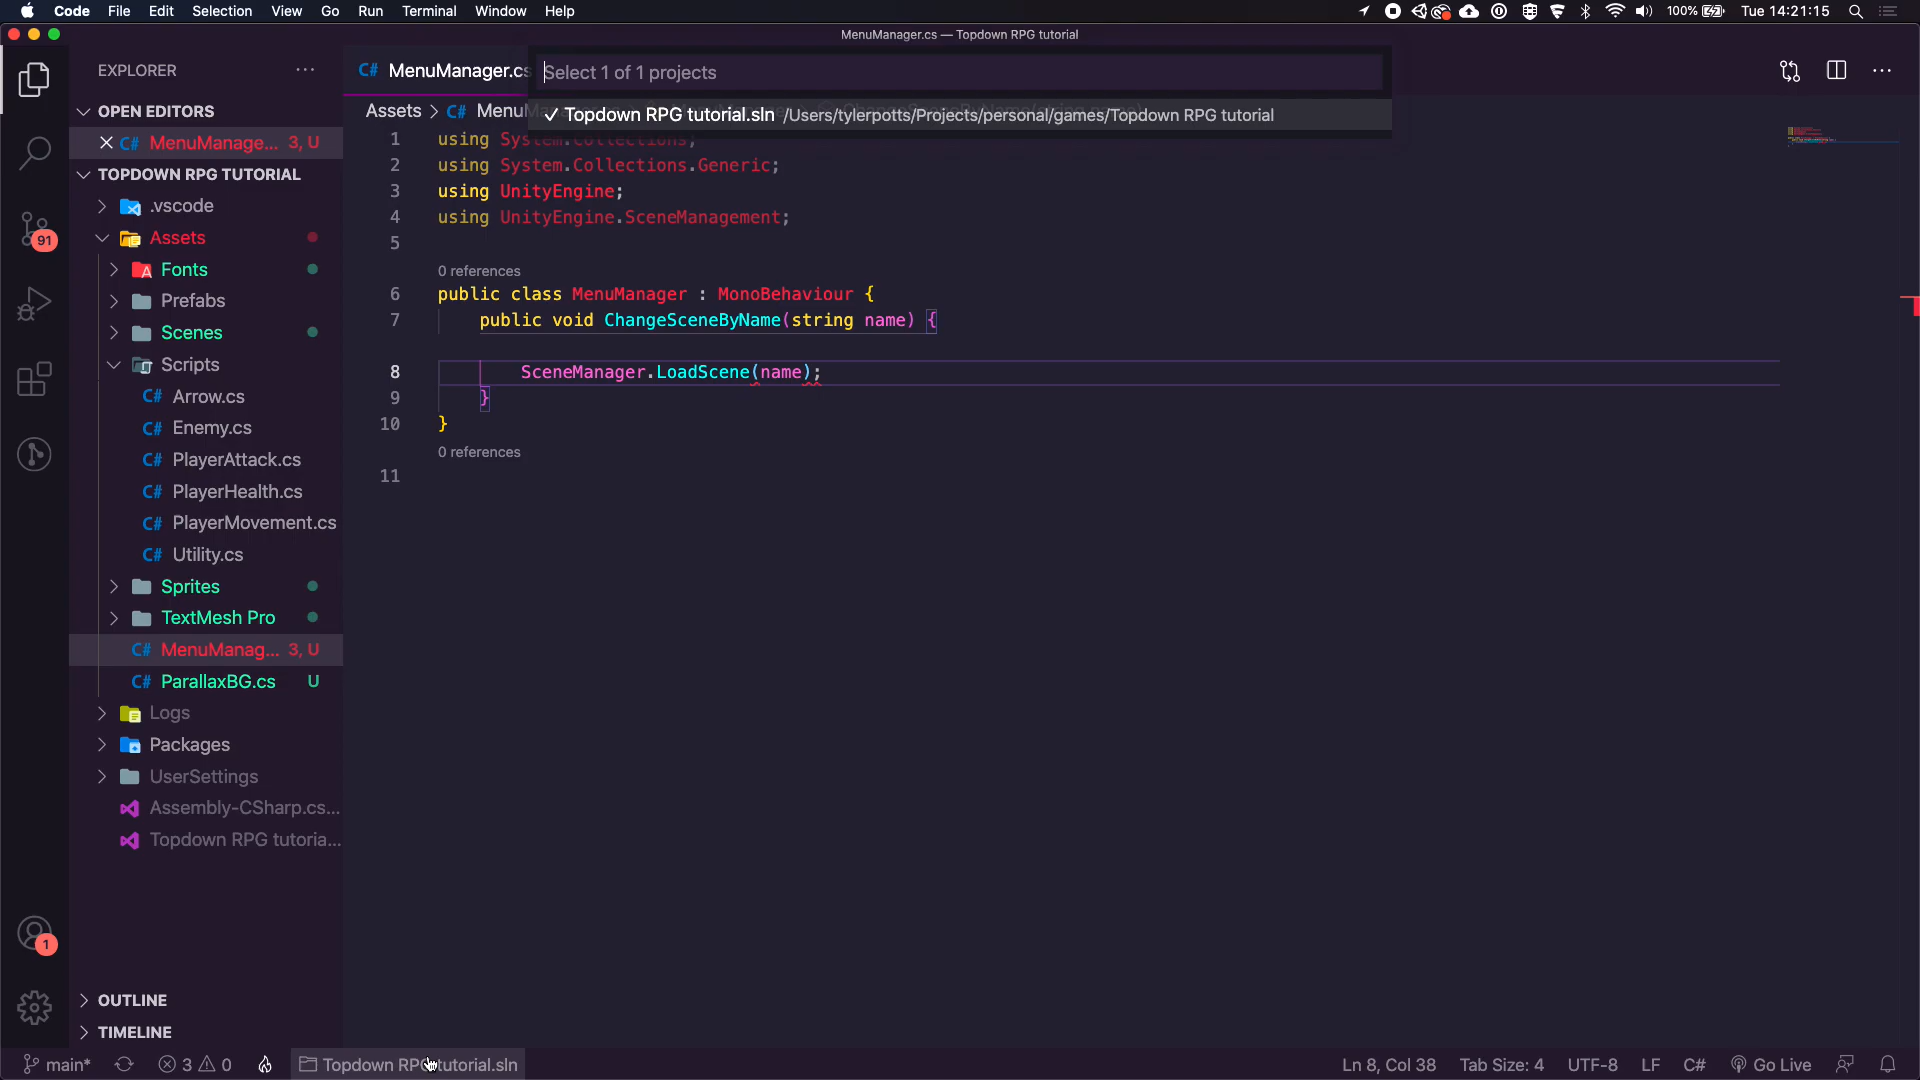 Code File Edit Selection View Go Run Terminal Window Help 100% Tue 14:21:15
MenuManager.cs — Topdown RPG tutorial
EXPLORER
MenuManager.cs
Select 1 of 1 projects
Topdown RPG tutorial.sln /Users/tylerpotts/Projects/personal/games/Topdown RPG tutorial
Assets > C# Menu
OPEN EDITORS
C# MenuManage... 3, U
TOPDOWN RPG TUTORIAL
.vscode
Assets
Fonts
Prefabs
Scenes
Scripts
C# Arrow.cs
C# Enemy.cs
C# PlayerAttack.cs
C# PlayerHealth.cs
C# PlayerMovement.cs
C# Utility.cs
Sprites
TextMesh Pro
C# MenuManag... 3, U
C# ParallaxBG.cs U
Logs
Packages
UserSettings
Assembly-CSharp.cs...
Topdown RPG tutoria...
OUTLINE
TIMELINE
1 using System.Collections;
2 using System.Collections.Generic;
3 using UnityEngine;
4 using UnityEngine.SceneManagement;
5
0 references
6 public class MenuManager : MonoBehaviour {
7 public void ChangeSceneByName(string name) {
8 SceneManager.LoadScene(name);
9 }
10 }
0 references
11
91
1
main* 3 0 Topdown RPG tutorial.sln Ln 8, Col 38 Tab Size: 4 UTF-8 LF C# Go Live